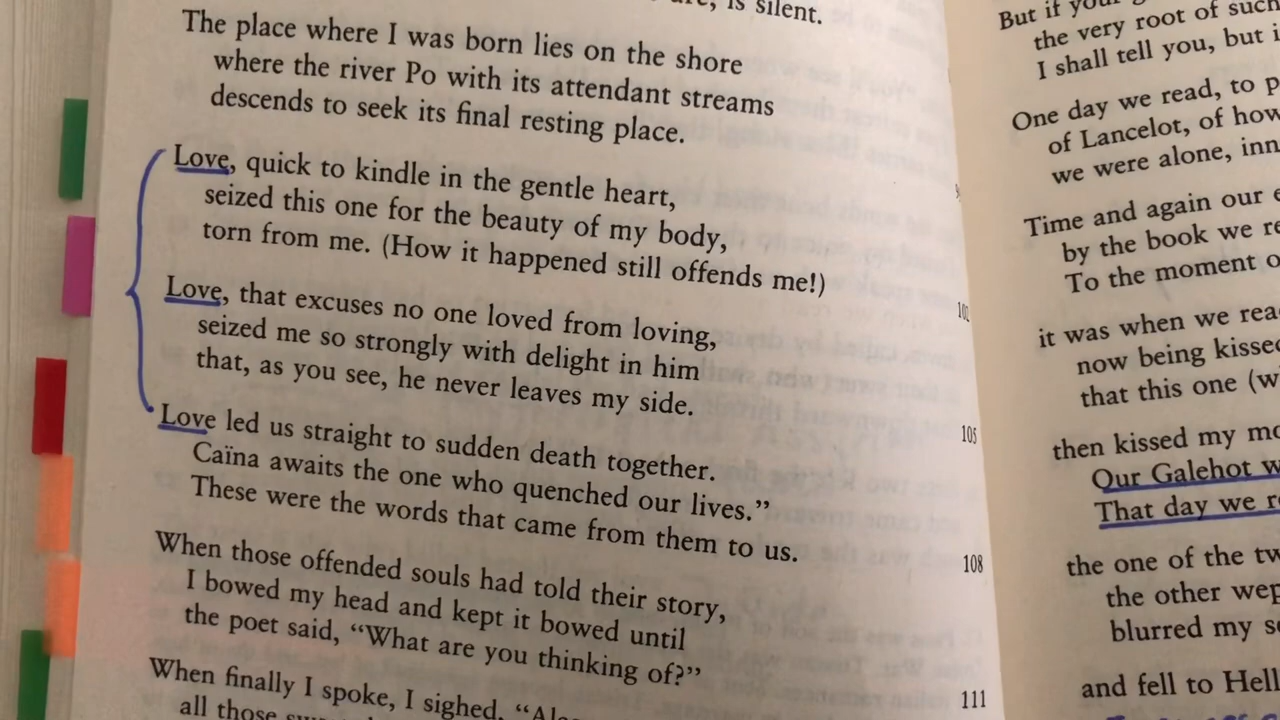 is silent.
The place where I was born lies on the shore
where the river Po with its attendant streams
descends to seek its final resting place.
Love, quick to kindle in the gentle heart,
seized this one for the beauty of my body,
torn from me. (How it happened still offends me!)
Love, that excuses no one loved from loving,
102
seized me so strongly with delight in him
that, as you see, he never leaves my side.
Love led us straight to sudden death together.
105
Caïna awaits the one who quenched our lives.”
These were the words that came from them to us.
When those offended souls had told their story,
108
I bowed my head and kept it bowed until
the poet said, “What are you thinking of?”
When finally I spoke, I sighed,
111
all those
But if your
the very root of such
I shall tell you, but
One day we read, to
of Lancelot, of how
we were alone,
Time and again our
by the book we
To the moment
it was when we
now being kissed
that this one
then kissed my
Our Galehot
That day we
the one of the
the other
blurred my
and fell to Hell